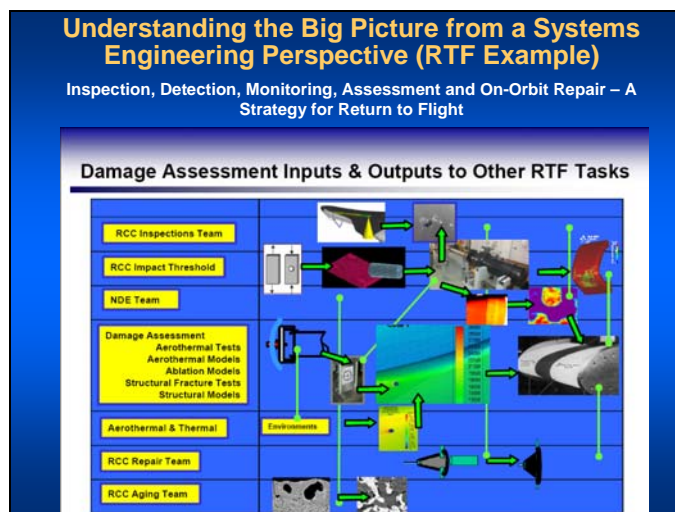 Understanding the Big Picture from a Systems
Engineering Perspective (RTF Example)
Inspection, Detection, Monitoring, Assessment and On-Orbit Repair – A
Strategy for Return to Flight
Damage Assessment Inputs & Outputs to Other RTF Tasks
RCC Inspections Team
RCC Impact Threshold
NDE Team
Damage Assessment
Aerothermal Tests
Aerothermal Models
Ablation Models
Structural Fracture Tests
Structural Models
Aerothermal & Thermal
Environments
RCC Repair Team
RCC Aging Team